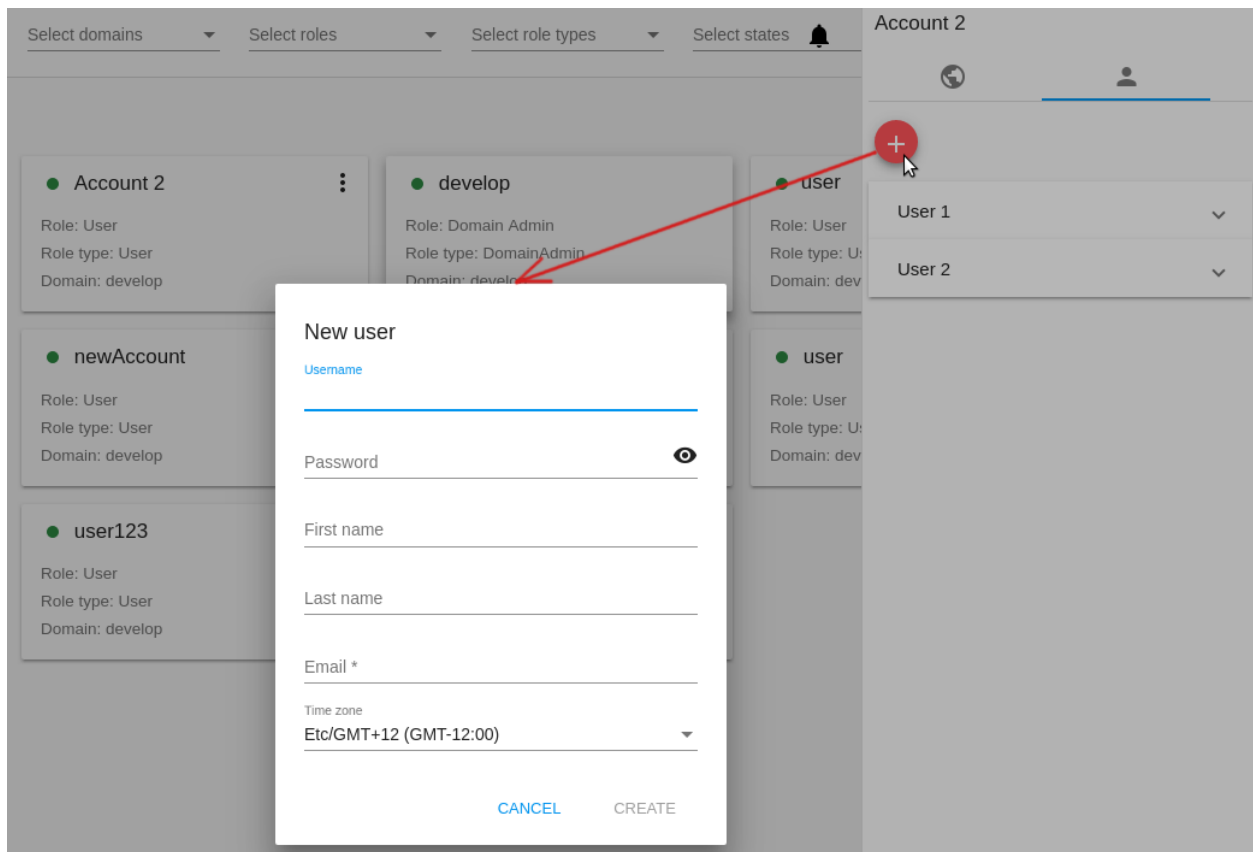 Select domains
Select roles
Select role types
Select states
Account 2
Account 2
Role: User
Role type: User
Domain: develop
develop
Role: Domain Admin
Role type: DomainAdmin
Domain: develop
user
Role: User
Role type: Us
Domain: dev
User 1
User 2
newAccount
Role: User
Role type: User
Domain: develop
user
Role: User
Role type: Us
Domain: dev
user123
Role: User
Role type: User
Domain: develop
New user
Username
Password
First name
Last name
Email *
Time zone
Etc/GMT+12 (GMT-12:00)
CANCEL
CREATE